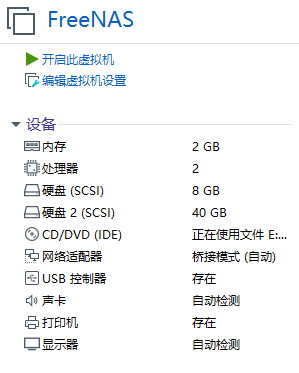 FreeNAS
开启此虚拟机
编辑虚拟机设置
设备
内存 2 GB
处理器 2
硬盘 (SCSI) 8 GB
硬盘 2 (SCSI) 40 GB
CD/DVD (IDE) 正在使用文件 E:...
网络适配器 桥接模式 (自动)
USB 控制器 存在
声卡 自动检测
打印机 存在
显示器 自动检测